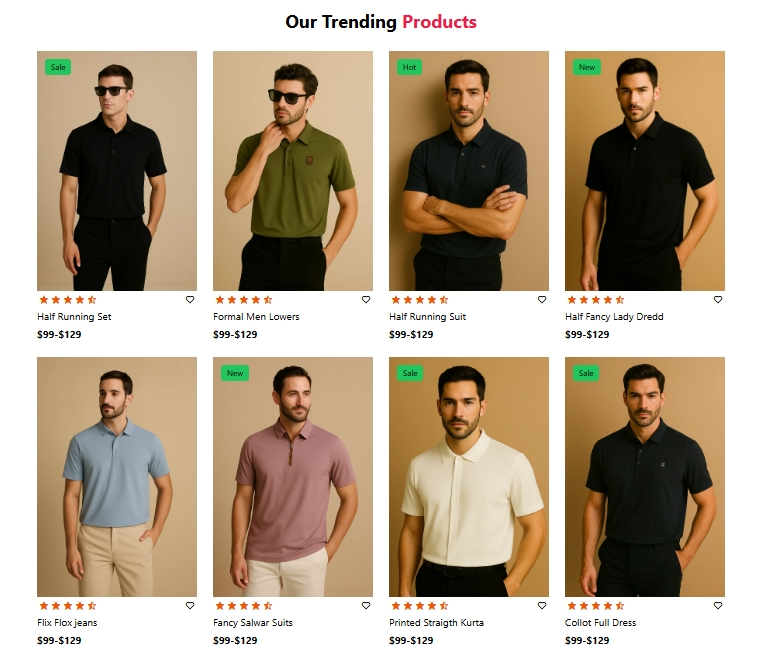 Our Trending Products
Sale
Hot
New
Half Running Set
Formal Men Lowers
Half Running Suit
Half Fancy Lady Dredd
$99-$129
$99-$129
$99-$129
$99-$129
New
Sale
Sale
Flix Flox jeans
Fancy Salwar Suits
Printed Straigth Kurta
Collot Full Dress
$99-$129
$99-$129
$99-$129
$99-$129